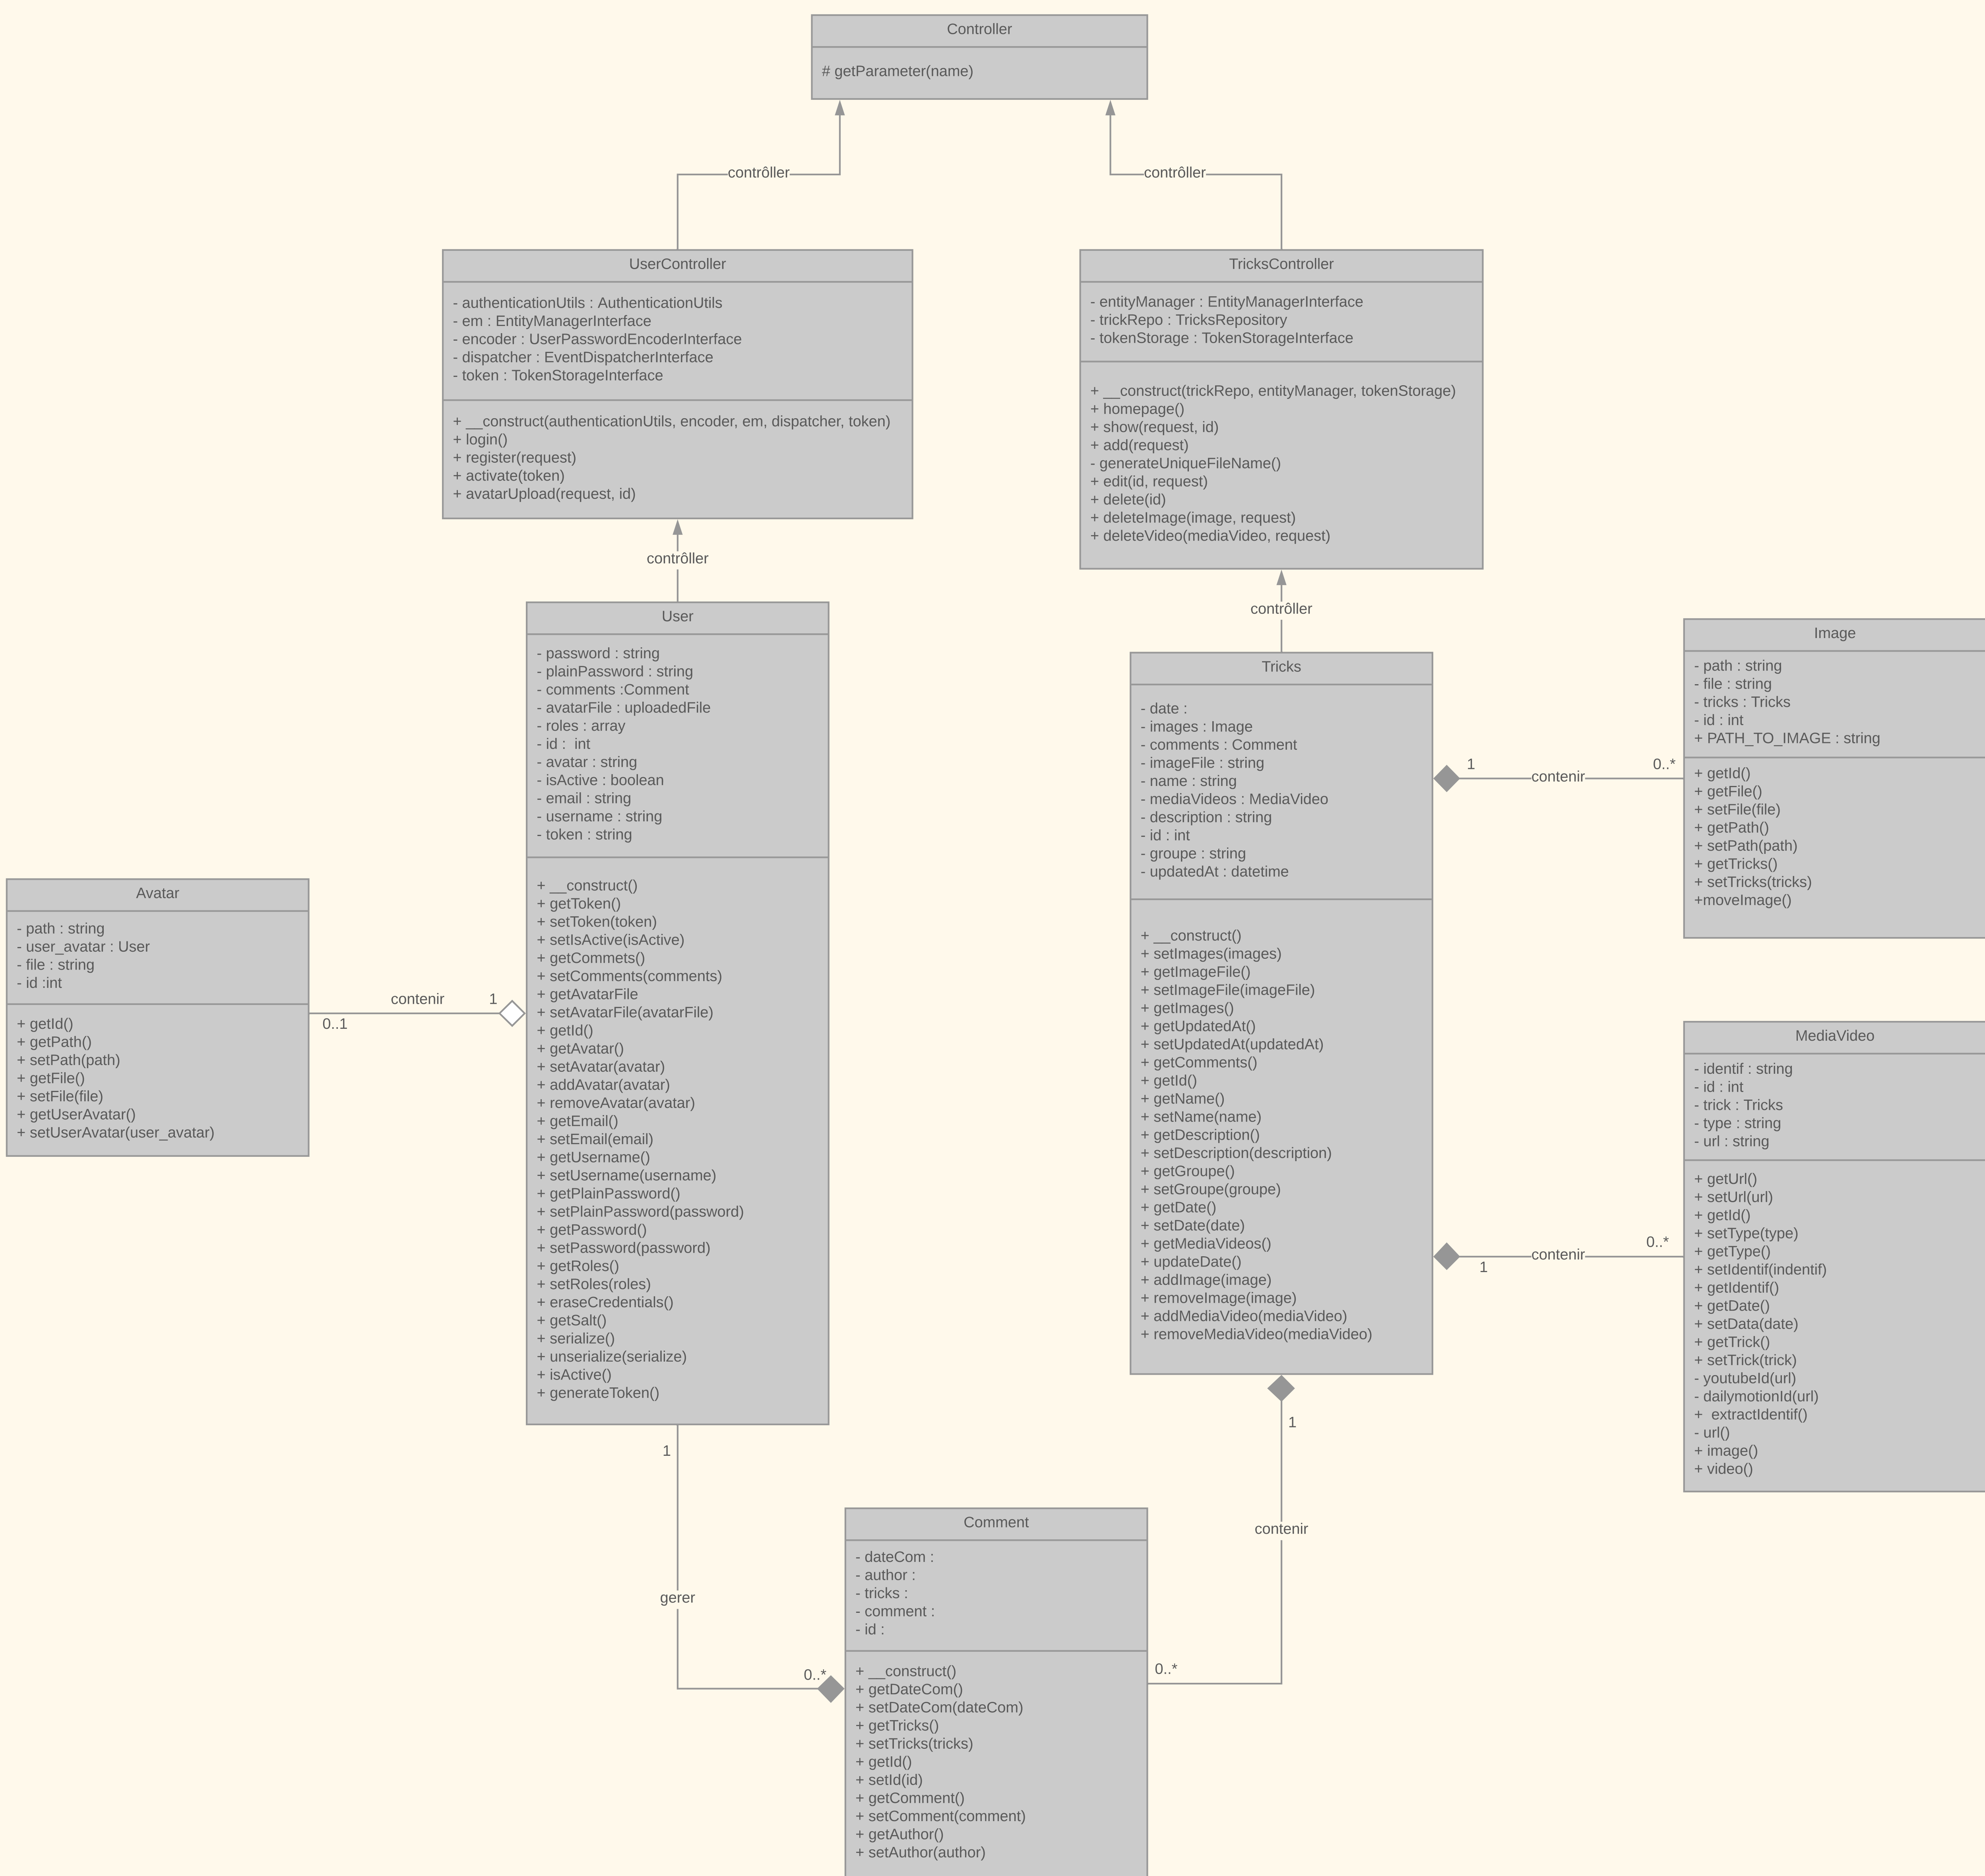 Controller
# getParameter(name)
contrôller
contrôller
UserController
- authenticationUtils : AuthenticationUtils
- em : EntityManagerInterface
- encoder : UserPasswordEncoderInterface
- dispatcher : EventDispatcherInterface
- token : TokenStorageInterface
+ __construct(authenticationUtils, encoder, em, dispatcher, token)
+ login()
+ register(request)
+ activate(token)
+ avatarUpload(request, id)
TricksController
- entityManager : EntityManagerInterface
- trickRepo : TricksRepository
- tokenStorage : TokenStorageInterface
+ __construct(trickRepo, entityManager, tokenStorage)
+ homepage()
+ show(request, id)
+ add(request)
- generateUniqueFileName()
+ edit(id, request)
+ delete(id)
+ deleteImage(image, request)
+ deleteVideo(mediaVideo, request)
contrôller
contrôller
User
- password : string
- plainPassword : string
- comments :Comment
- avatarFile : uploadedFile
- roles : array
- id :  int
- avatar : string
- isActive : boolean
- email : string
- username : string
- token : string
+ __construct()
+ getToken()
+ setToken(token)
+ setIsActive(isActive)
+ getCommets()
+ setComments(comments)
+ getAvatarFile
+ setAvatarFile(avatarFile)
+ getId()
+ getAvatar()
+ setAvatar(avatar)
+ addAvatar(avatar)
+ removeAvatar(avatar)
+ getEmail()
+ setEmail(email)
+ getUsername()
+ setUsername(username)
+ getPlainPassword()
+ setPlainPassword(password)
+ getPassword()
+ setPassword(password)
+ getRoles()
+ setRoles(roles)
+ eraseCredentials()
+ getSalt()
+ serialize()
+ unserialize(serialize)
+ isActive()
+ generateToken()
Tricks
- date :
- images : Image
- comments : Comment
- imageFile : string
- name : string
- mediaVideos : MediaVideo
- description : string
- id : int
- groupe : string
- updatedAt : datetime
+ __construct()
+ setImages(images)
+ getImageFile()
+ setImageFile(imageFile)
+ getImages()
+ getUpdatedAt()
+ setUpdatedAt(updatedAt)
+ getComments()
+ getId()
+ getName()
+ setName(name)
+ getDescription()
+ setDescription(description)
+ getGroupe()
+ setGroupe(groupe)
+ getDate()
+ setDate(date)
+ getMediaVideos()
+ updateDate()
+ addImage(image)
+ removeImage(image)
+ addMediaVideo(mediaVideo)
+ removeMediaVideo(mediaVideo)
Image
- path : string
- file : string
- tricks : Tricks
- id : int
+ PATH_TO_IMAGE : string
+ getId()
+ getFile()
+ setFile(file)
+ getPath()
+ setPath(path)
+ getTricks()
+ setTricks(tricks)
+moveImage()
1
contenir
0..*
Avatar
- path : string
- user_avatar : User
- file : string
- id :int
+ getId()
+ getPath()
+ setPath(path)
+ getFile()
+ setFile(file)
+ getUserAvatar()
+ setUserAvatar(user_avatar)
contenir
1
0..1
MediaVideo
- identif : string
- id : int
- trick : Tricks
- type : string
- url : string
+ getUrl()
+ setUrl(url)
+ getId()
+ setType(type)
+ getType()
+ setIdentif(indentif)
+ getIdentif()
+ getDate()
+ setData(date)
+ getTrick()
+ setTrick(trick)
- youtubeId(url)
- dailymotionId(url)
+  extractIdentif()
- url()
+ image()
+ video()
contenir
0..*
1
1
gerer
0..*
1
contenir
0..*
Comment
- dateCom :
- author :
- tricks :
- comment :
- id :
+ __construct()
+ getDateCom()
+ setDateCom(dateCom)
+ getTricks()
+ setTricks(tricks)
+ getId()
+ setId(id)
+ getComment()
+ setComment(comment)
+ getAuthor()
+ setAuthor(author)